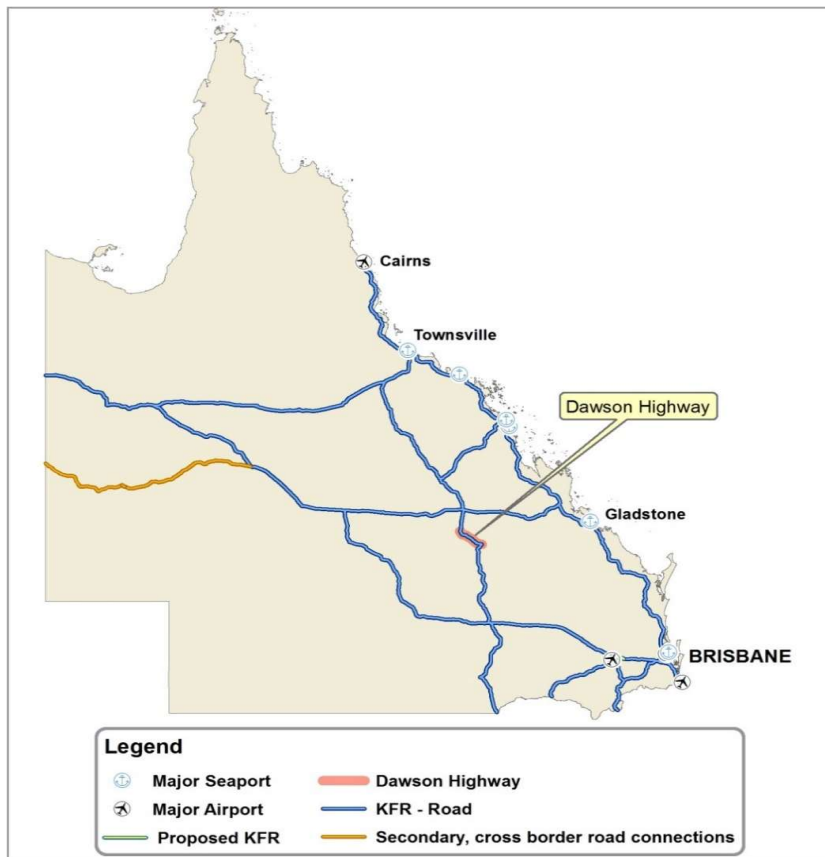 Cairns
Townsville
Dawson Highway
Gladstone
BRISBANE
Legend
Major Seaport
Dawson Highway
Major Airport
KFR - Road
Proposed KFR
Secondary, cross border road connections